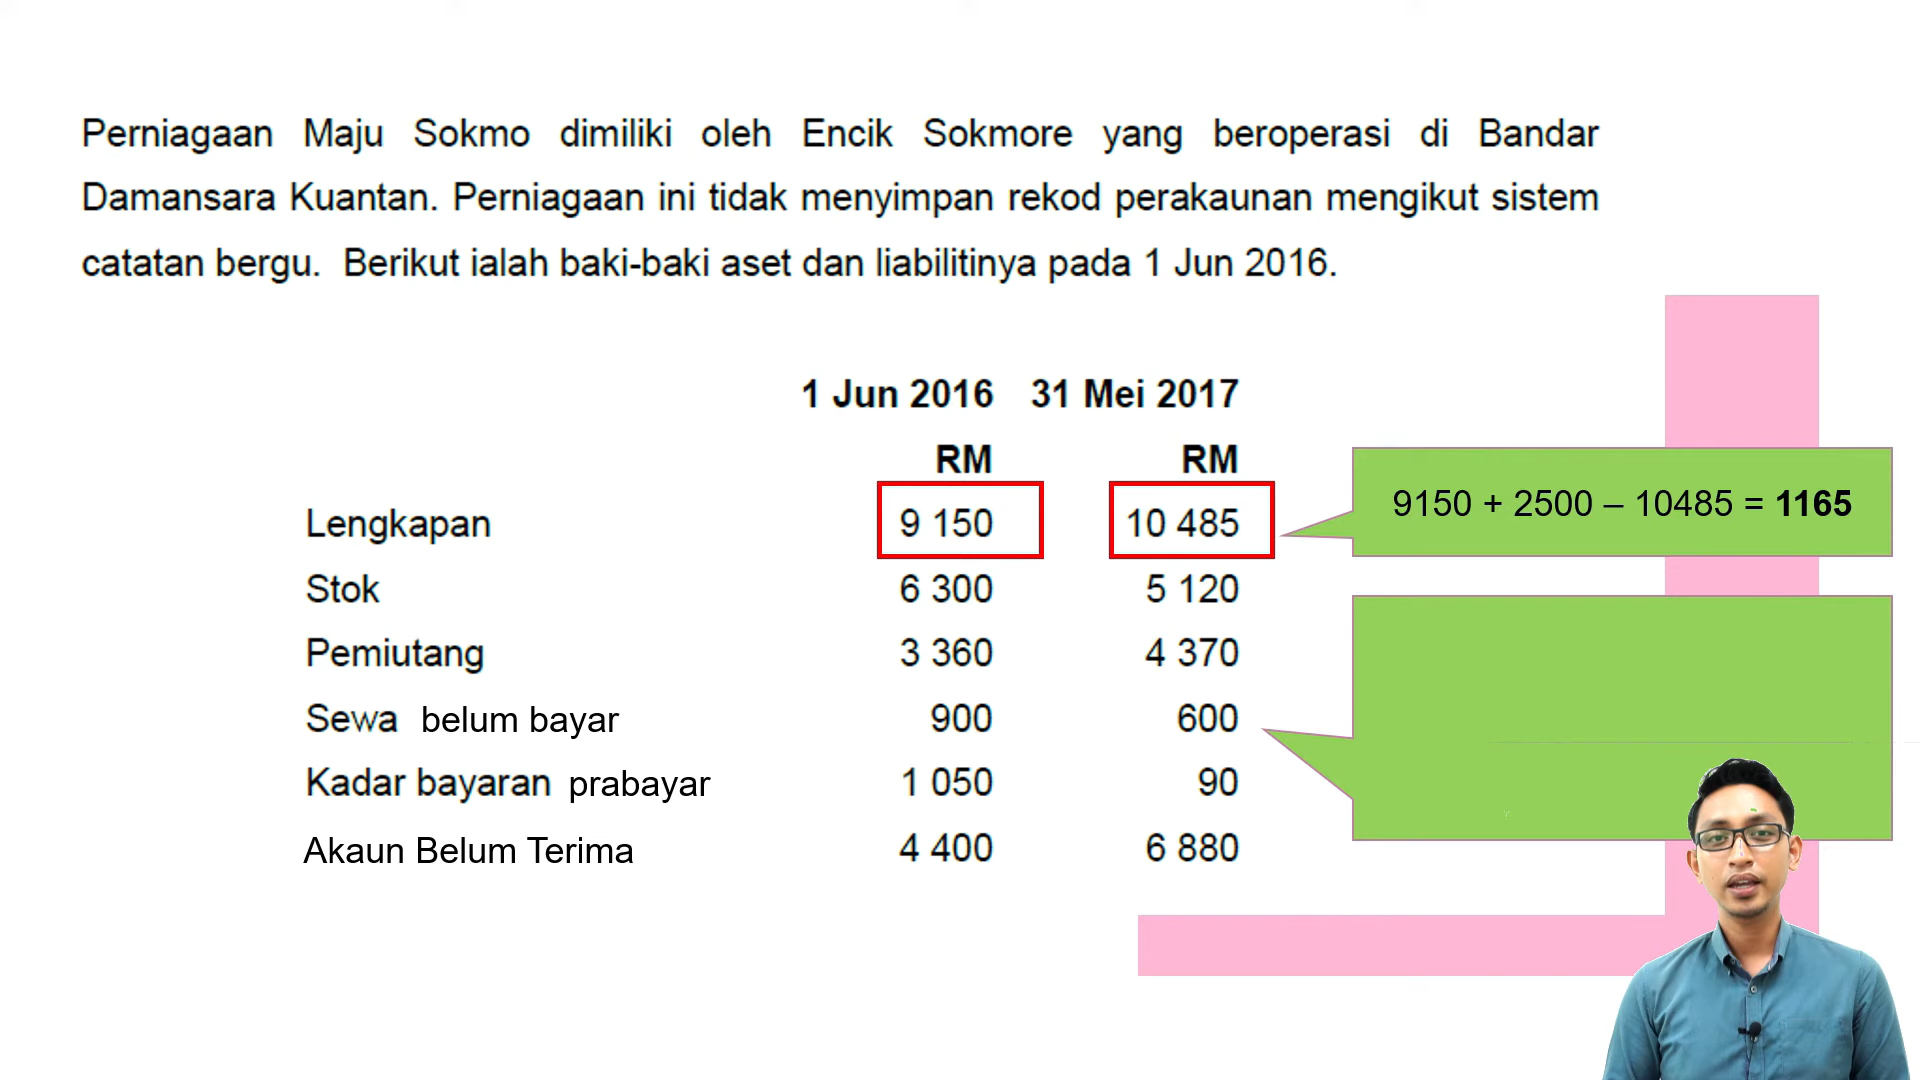 Perniagaan Maju Sokmo dimiliki oleh Encik Sokmore yang beroperasi di Bandar
Damansara Kuantan. Perniagaan ini tidak menyimpan rekod perakaunan mengikut sistem
catatan bergu. Berikut ialah baki-baki aset dan liabilitinya pada 1 Jun 2016.
1 Jun 2016 31 Mei 2017
RM RM
Lengkapan 9 150 10 485
9150 + 2500 – 10485 = 1165
Stok 6 300 5 120
Pemiutang 3 360 4 370
Sewa belum bayar 900 600
Kadar bayaran prabayar 1 050 90
Akaun Belum Terima 4 400 6 880